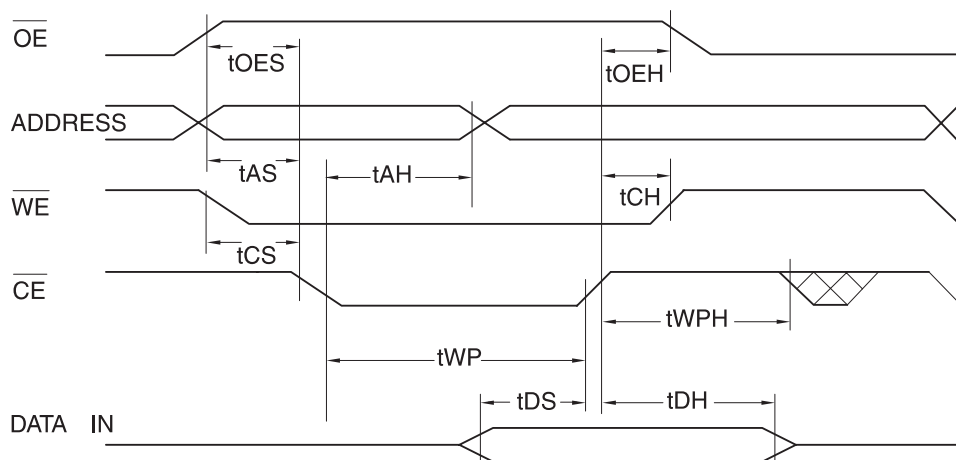 OE
tOES
tOEH
ADDRESS
tAS
tAH
tCH
WE
tCS
CE
tWPH
tWP
tDS
tDH
DATA IN